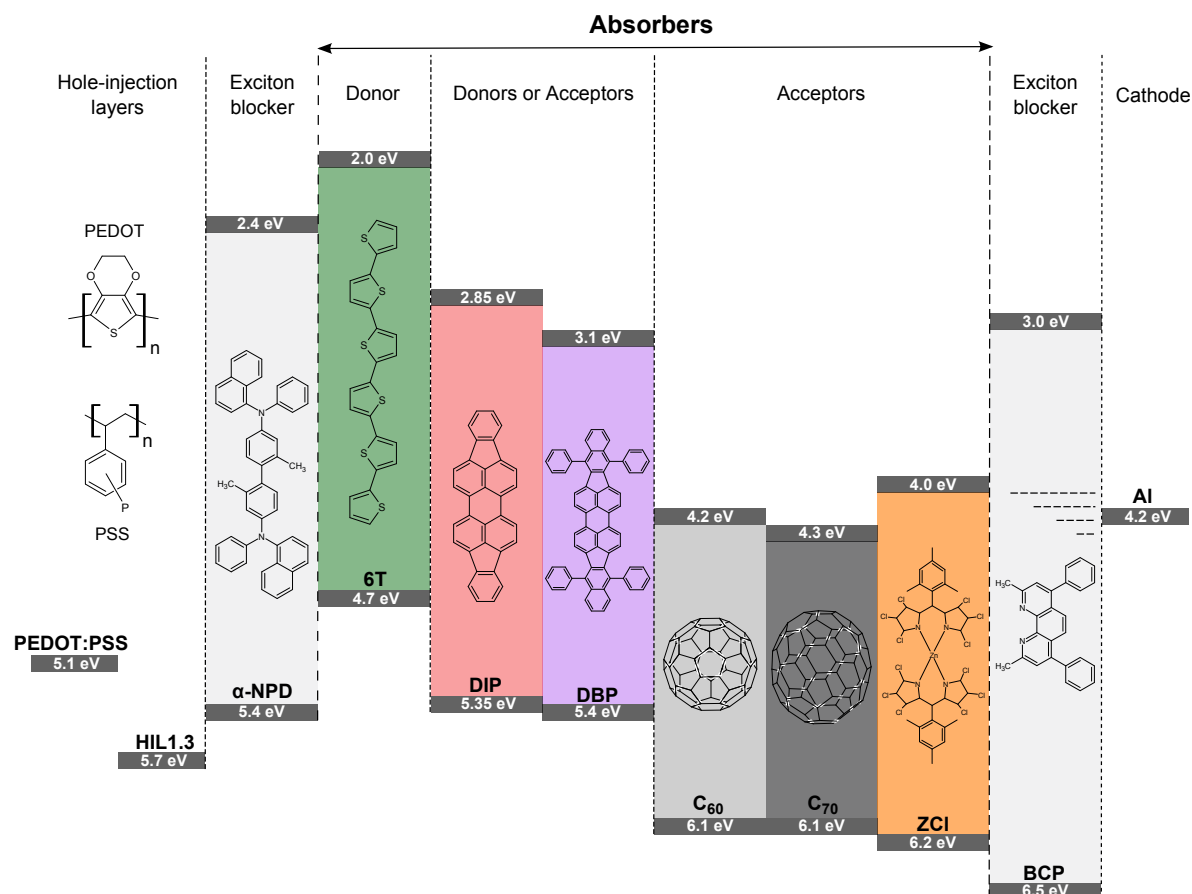 Absorbers
Hole-injection
layers
Exciton
blocker
Donor
Donors or Acceptors
Acceptors
Exciton
blocker
Cathode
2.0 eV
2.4 eV
2.85 eV
3.1 eV
3.0 eV
4.0 eV
4.2 eV
4.3 eV
Al
4.2 eV
PEDOT
O
O
S
n
n
P
PSS
N
CH₃
H₃C
N
S
S
S
S
S
S
6T
4.7 eV
PEDOT:PSS
5.1 eV
α-NPD
5.4 eV
HIL1.3
5.7 eV
DIP
5.35 eV
DBP
5.4 eV
C₆₀
6.1 eV
C₇₀
6.1 eV
Cl
Cl
Cl
Cl
Cl
Cl
N
N
Zn
N
N
Cl
Cl
Cl
Cl
Cl
Cl
ZCl
6.2 eV
H₃C
N
N
CH₃
BCP
6.5 eV